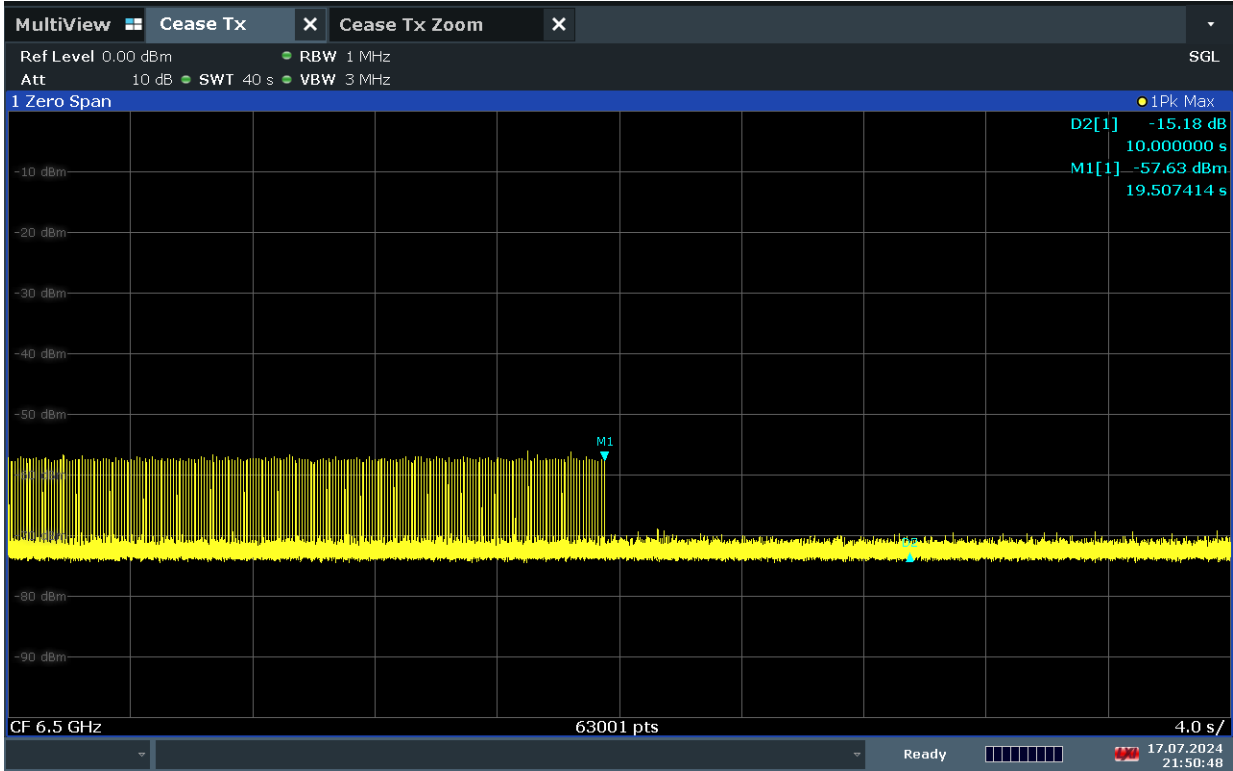 MultiView Cease Tx Cease Tx Zoom
Ref Level 0.00 dBm RBW 1 MHz SGL
Att 10 dB SWT 40 s VBW 3 MHz
1 Zero Span 1Pk Max
D2[1] -15.18 dB
10.000000 s
-10 dBm M1[1] -57.63 dBm
19.507414 s
-20 dBm
-30 dBm
-40 dBm
-50 dBm
M1
D2
-80 dBm
-90 dBm
CF 6.5 GHz 63001 pts 4.0 s/
Ready 17.07.2024
21:50:48